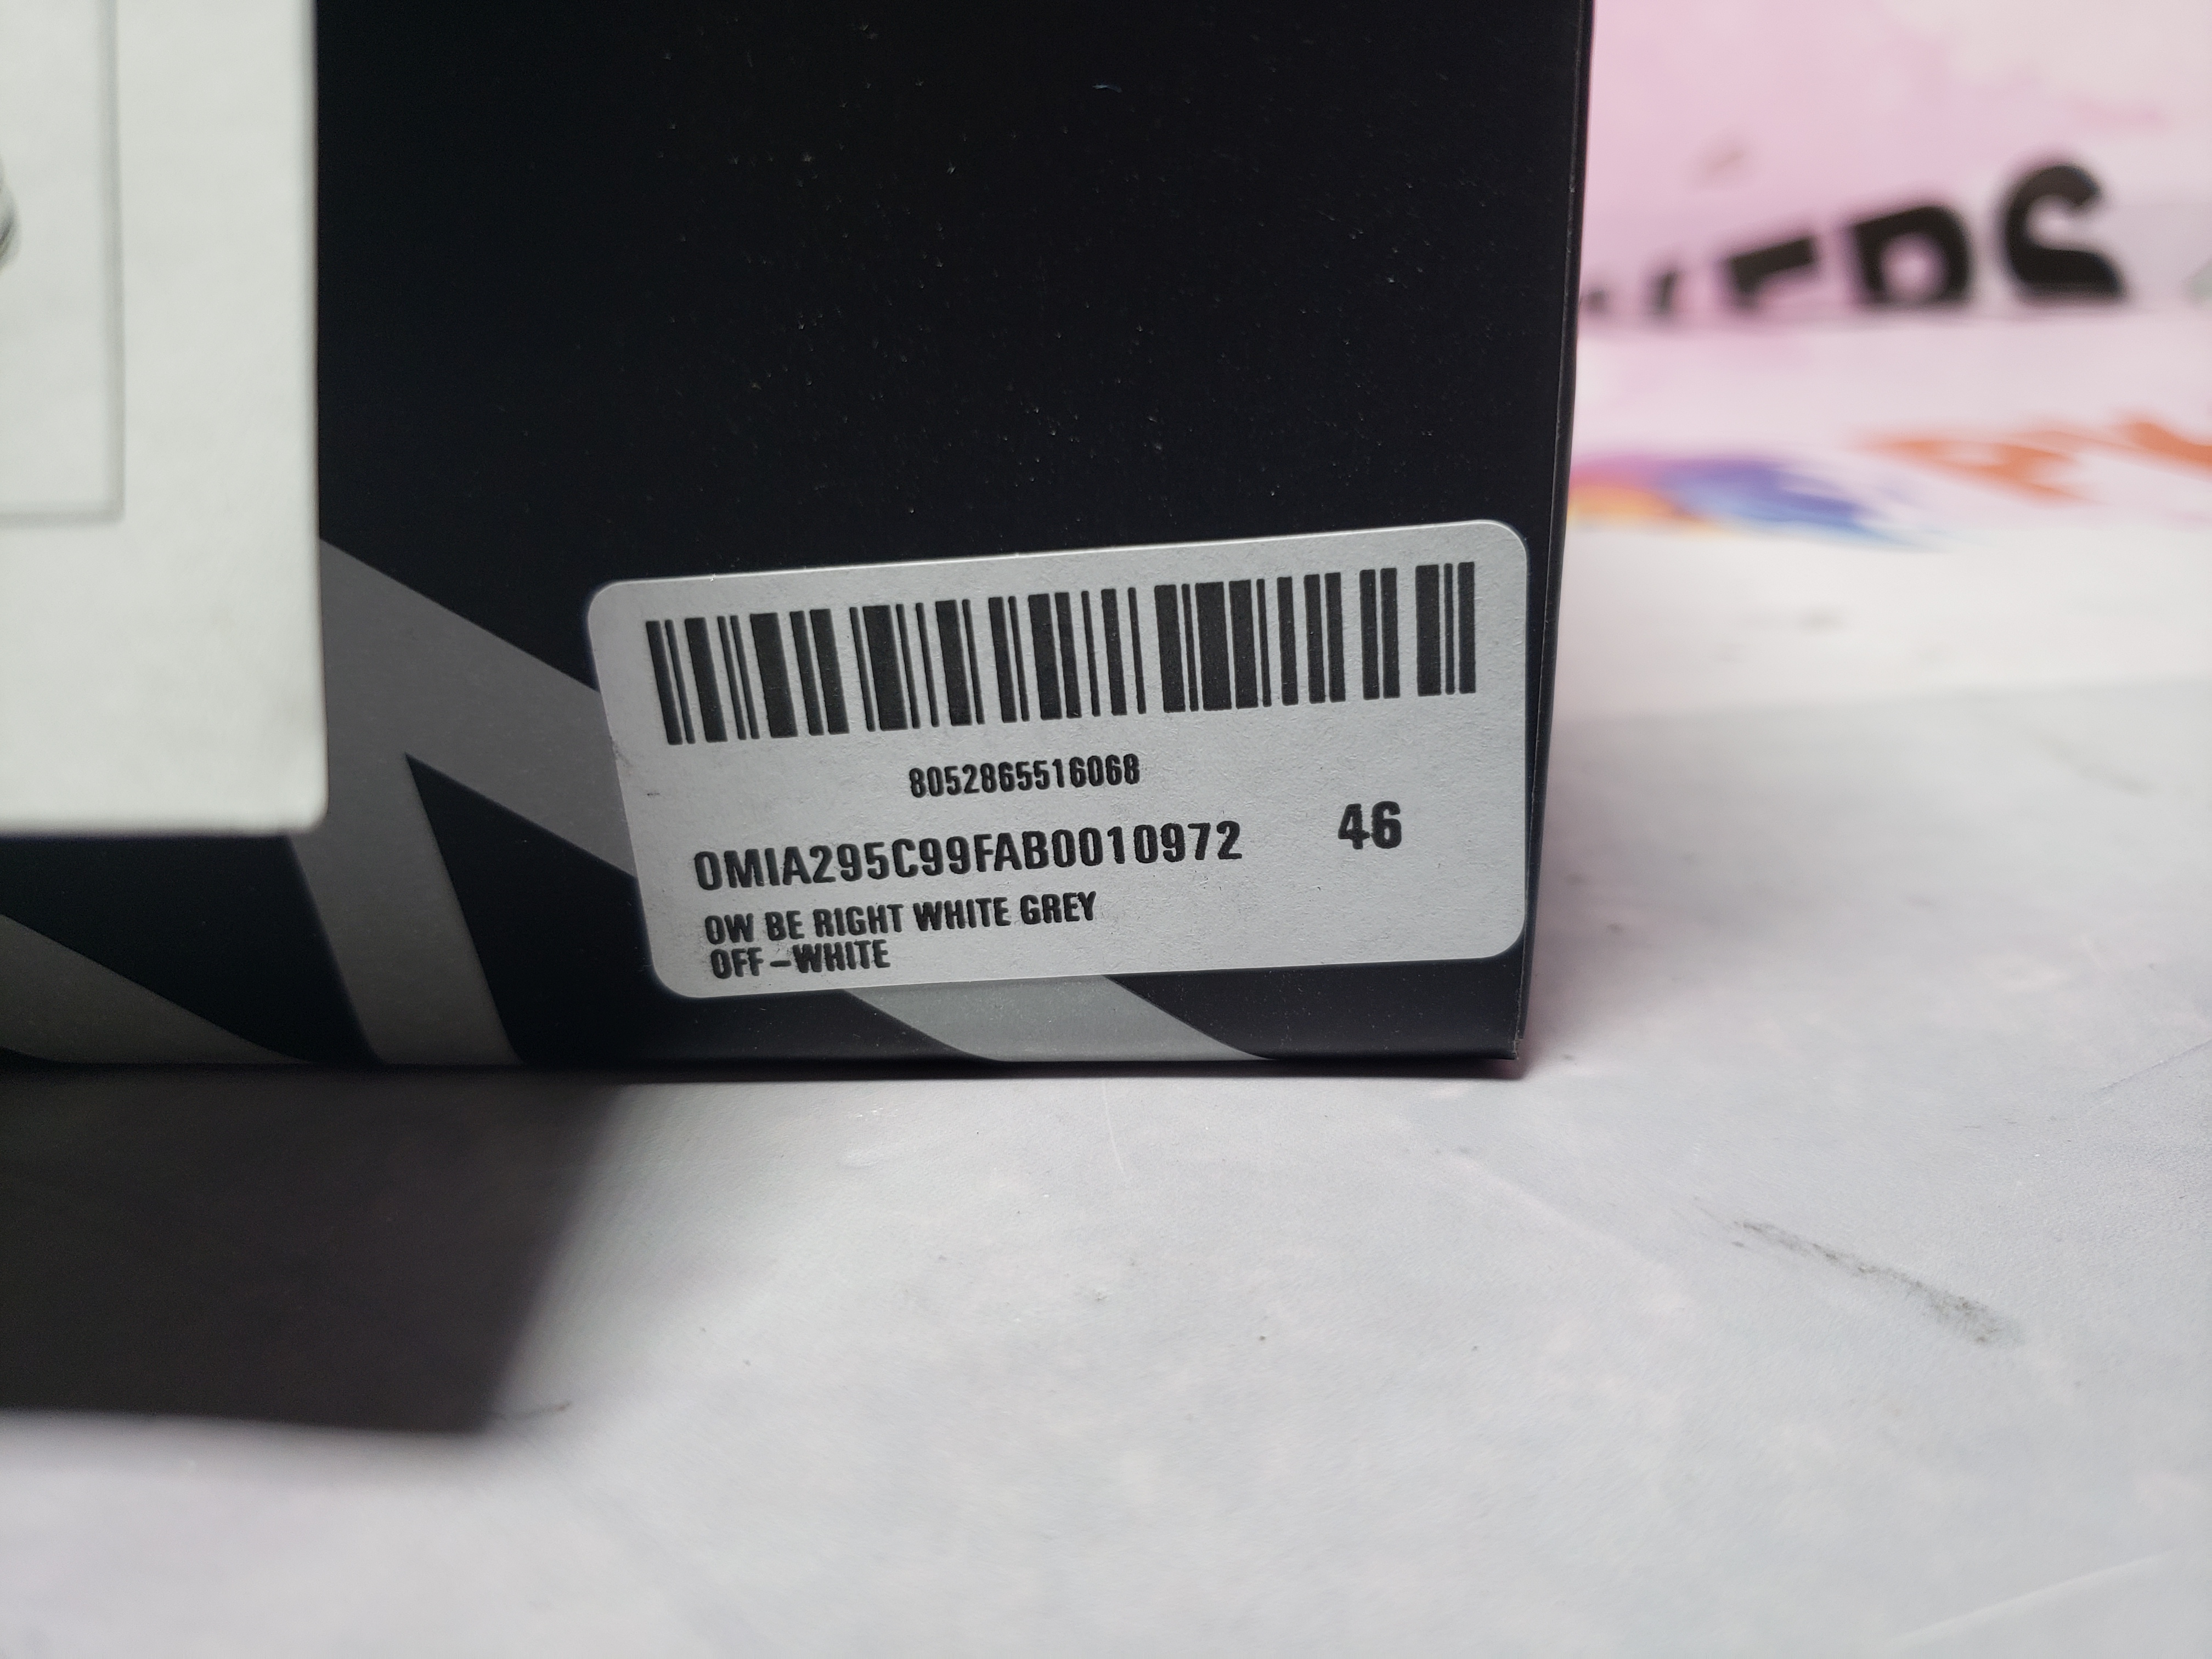 8052865516068
OMIA295C99FAB0010972 46
OW BE RIGHT WHITE GREY
OFF-WHITE